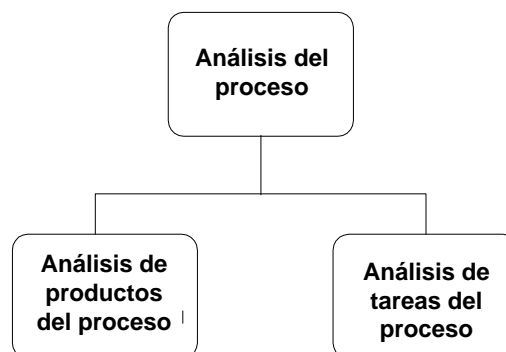 Análisis del
proceso
Análisis de
productos
del proceso
Análisis de
tareas del
proceso